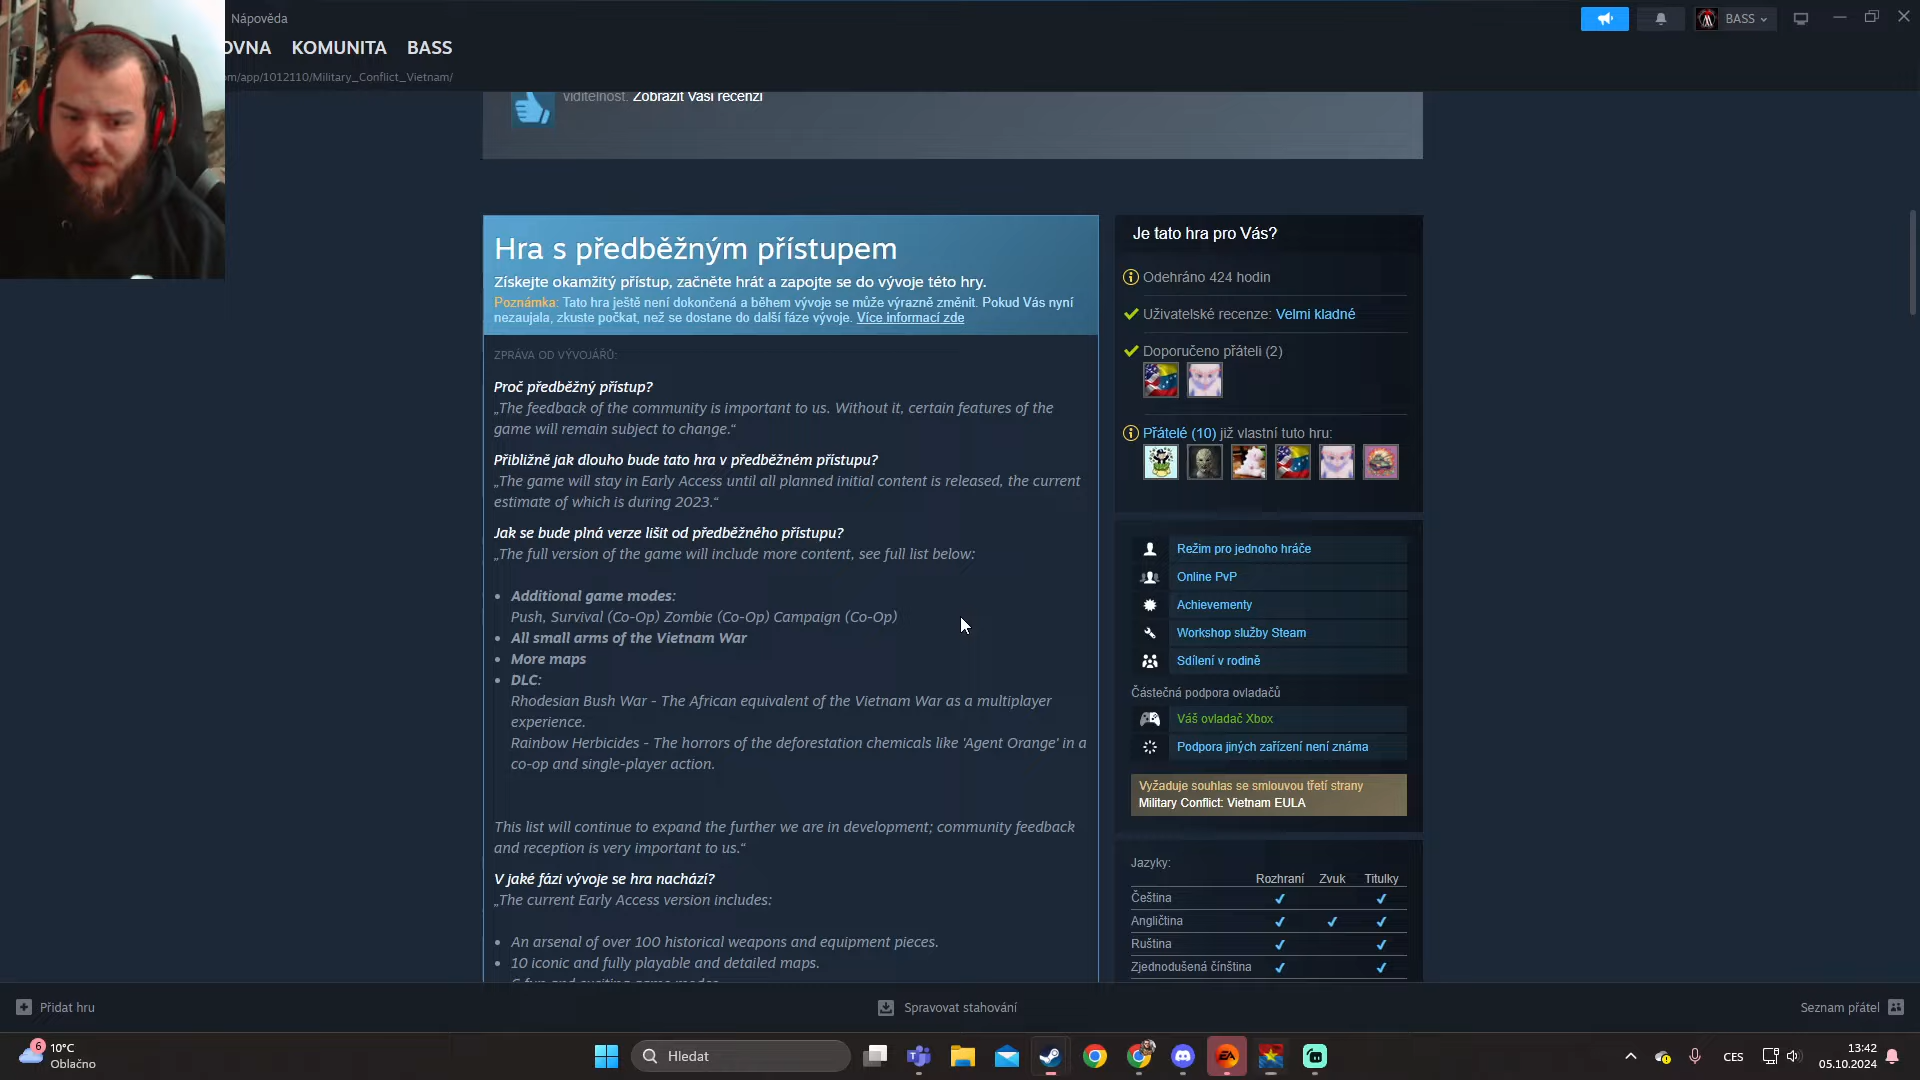 Nápověda
BASS
OVNA KOMUNITA BASS
om/app/1012110/Military_Conflict_Vietnam/
viditelnost. Zobrazit Vaši recenzi
Hra s předběžným přístupem
Získejte okamžitý přístup, začněte hrát a zapojte se do vývoje této hry.
Poznámka: Tato hra ještě není dokončená a během vývoje se může výrazně změnit. Pokud Vás nyní
nezaujala, zkuste počkat, než se dostane do další fáze vývoje. Více informací zde
ZPRÁVA OD VÝVOJÁŘŮ:
Proč předběžný přístup?
„The feedback of the community is important to us. Without it, certain features of the
game will remain subject to change.“
Přibližně jak dlouho bude tato hra v předběžném přístupu?
„The game will stay in Early Access until all planned initial content is released, the current
estimate of which is during 2023.“
Jak se bude plná verze lišit od předběžného přístupu?
„The full version of the game will include more content, see full list below:
• Additional game modes:
Push, Survival (Co-Op) Zombie (Co-Op) Campaign (Co-Op)
• All small arms of the Vietnam War
• More maps
• DLC:
Rhodesian Bush War - The African equivalent of the Vietnam War as a multiplayer
experience.
Rainbow Herbicides - The horrors of the deforestation chemicals like 'Agent Orange' in a
co-op and single-player action.
This list will continue to expand the further we are in development; community feedback
and reception is very important to us.“
V jaké fázi vývoje se hra nachází?
„The current Early Access version includes:
• An arsenal of over 100 historical weapons and equipment pieces.
• 10 iconic and fully playable and detailed maps.
Je tato hra pro Vás?
Odehráno 424 hodin
Uživatelské recenze: Velmi kladné
Doporučeno přáteli (2)
Přátelé (10) již vlastní tuto hru:
Režim pro jednoho hráče
Online PvP
Achievementy
Workshop služby Steam
Sdílení v rodině
Částečná podpora ovladačů
Váš ovladač Xbox
Podpora jiných zařízení není známa
Vyžaduje souhlas se smlouvou třetí strany
Military Conflict: Vietnam EULA
Jazyky:
Rozhraní Zvuk Titulky
Čeština
Angličtina
Ruština
Zjednodušená čínština
Přidat hru
Spravovat stahování
Seznam přátel
6
10°C
Oblačno
Hledat
EA
CES
13:42
05.10.2024